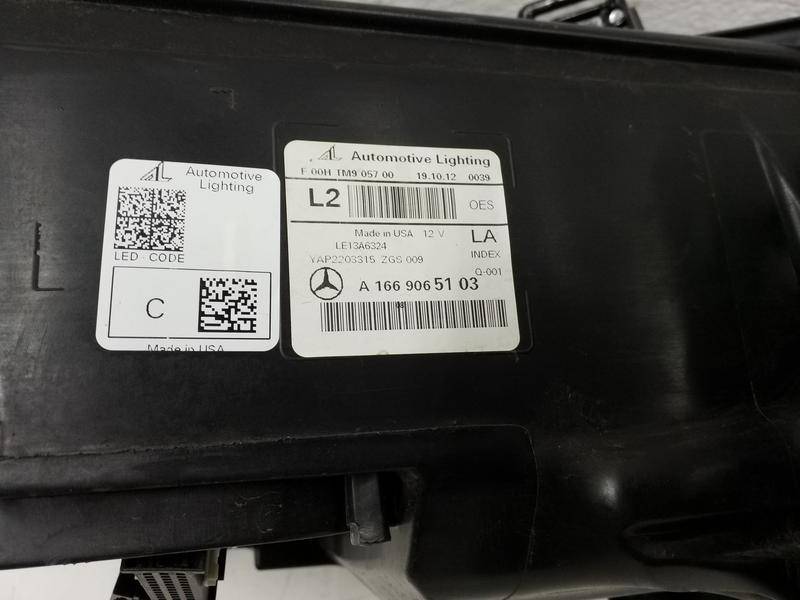 Automotive
Lighting
LED - CODE
C
Made in USA
Automotive Lighting
F 00H TM9 057 00 19.10.12 0039
L2
OES
Made in USA 12 V
LA
LE13A6324
INDEX
YAP2203315 ZGS 009
Q-001
A 166 906 51 03